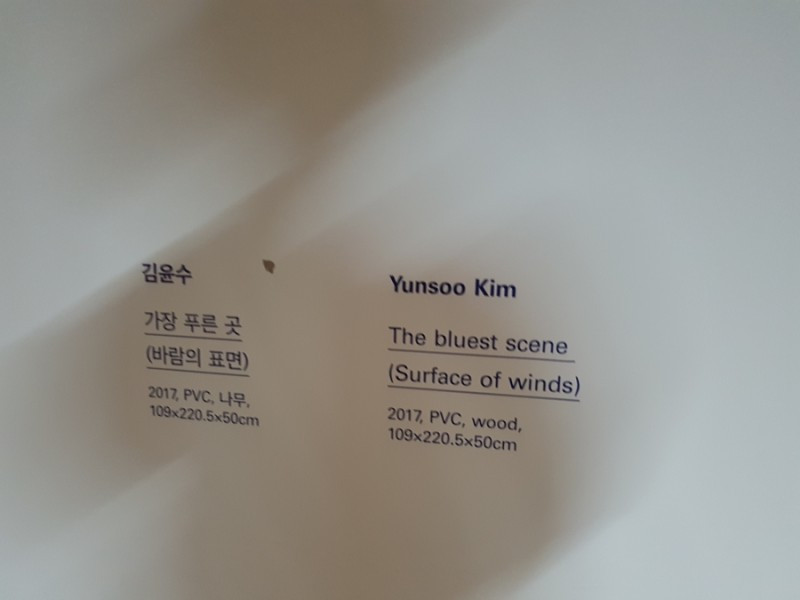 김윤수
가장 푸른 곳
(바람의 표면)
2017, PVC, 나무,
109x220.5x50cm
Yunsoo Kim
The bluest scene
(Surface of winds)
2017, PVC, wood,
109x220.5x50cm